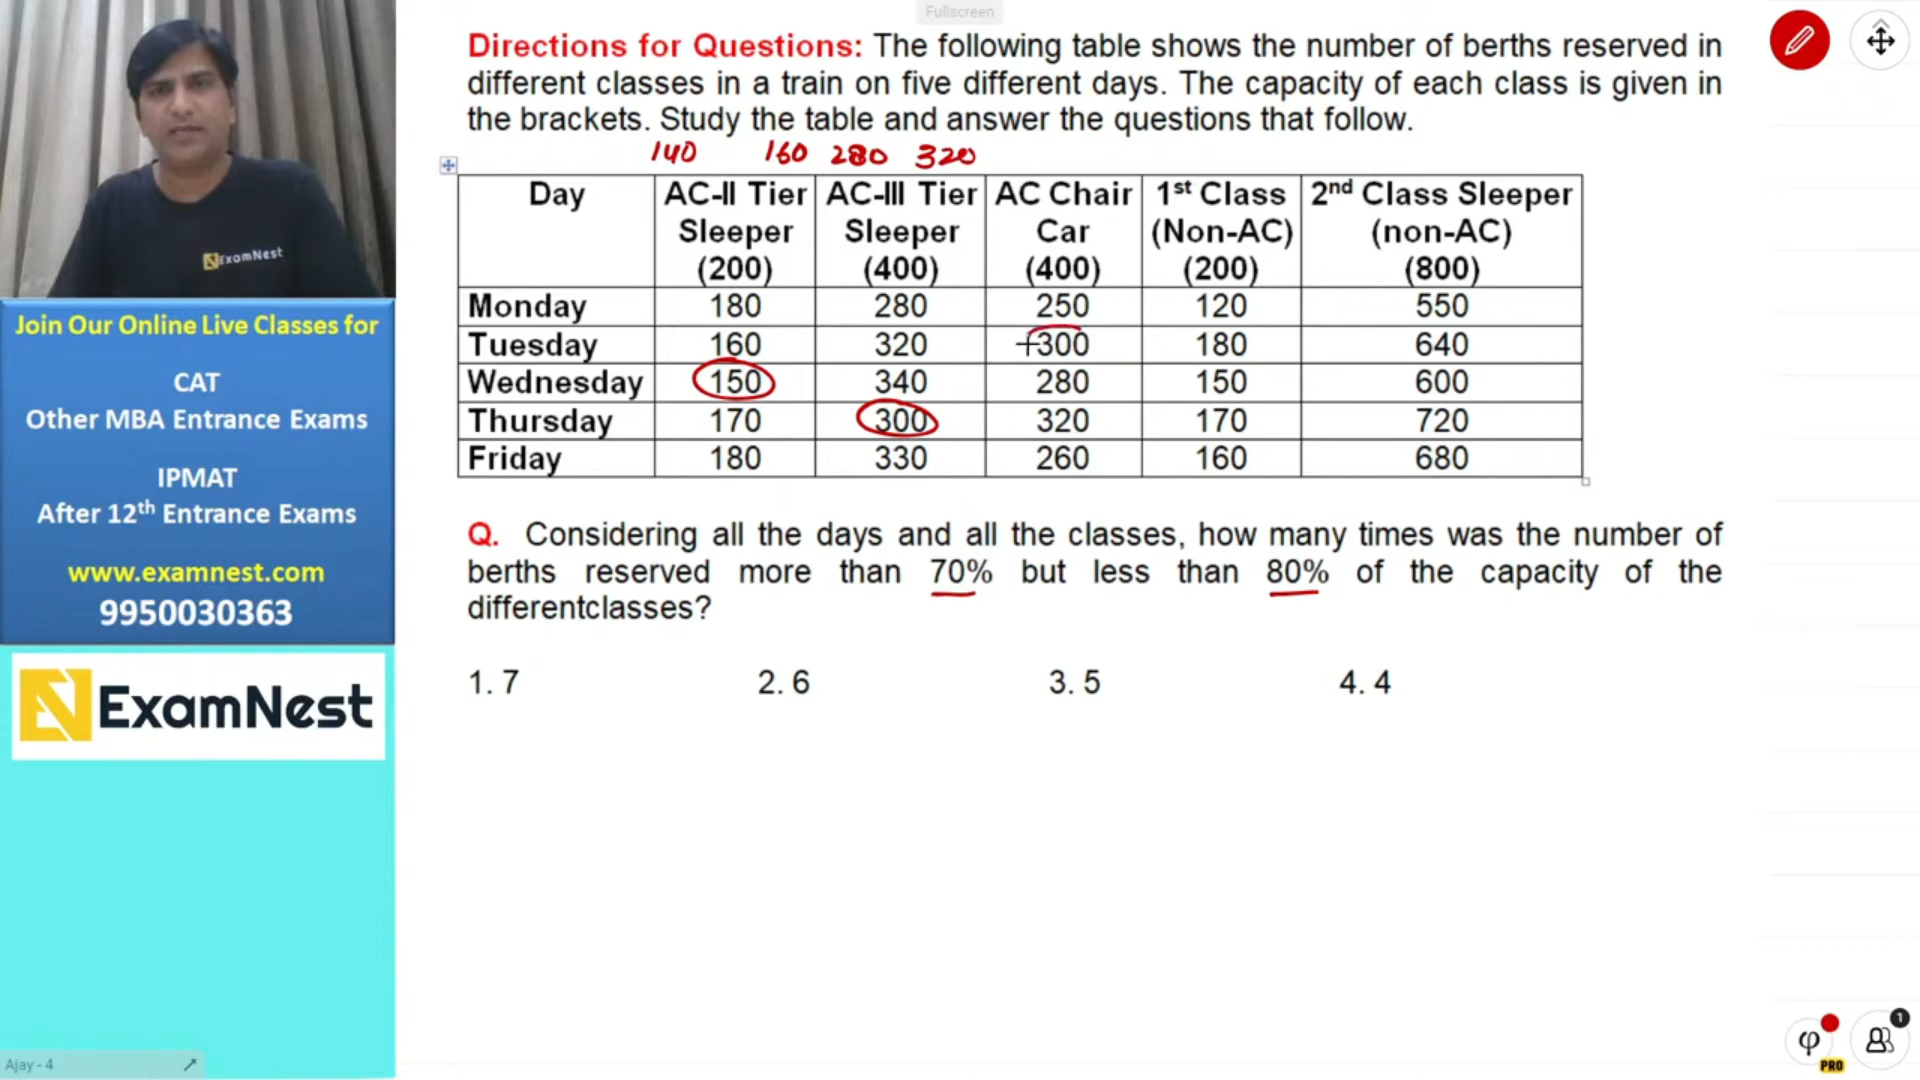 Fullscreen
Directions for Questions: The following table shows the number of berths reserved in
different classes in a train on five different days. The capacity of each class is given in
the brackets. Study the table and answer the questions that follow.
140 160 280 320
Day AC-II Tier Sleeper (200) AC-III Tier Sleeper (400) AC Chair Car (400) 1st Class (Non-AC) (200) 2nd Class Sleeper (non-AC) (800)
Monday 180 280 250 120 550
Tuesday 160 320 300 180 640
Wednesday 150 340 280 150 600
Thursday 170 300 320 170 720
Friday 180 330 260 160 680
Q. Considering all the days and all the classes, how many times was the number of
berths reserved more than 70% but less than 80% of the capacity of the
differentclasses?
1. 7 2. 6 3. 5 4. 4
ExamNest
Join Our Online Live Classes for
CAT
Other MBA Entrance Exams
IPMAT
After 12th Entrance Exams
www.examnest.com
9950030363
ExamNest
Ajay - 4
PRO
1